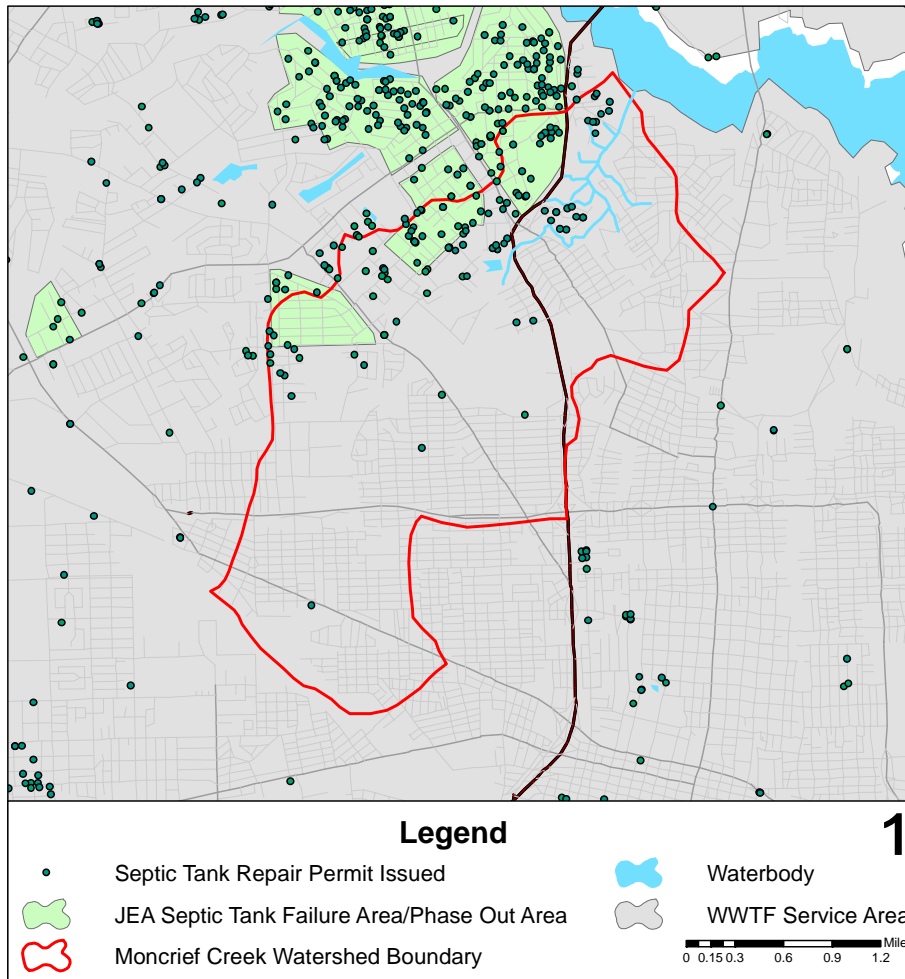 Legend
1
Septic Tank Repair Permit Issued
Waterbody
JEA Septic Tank Failure Area/Phase Out Area
WWTF Service Area
Moncrief Creek Watershed Boundary
Mile
0 0.15 0.3 0.6 0.9 1.2